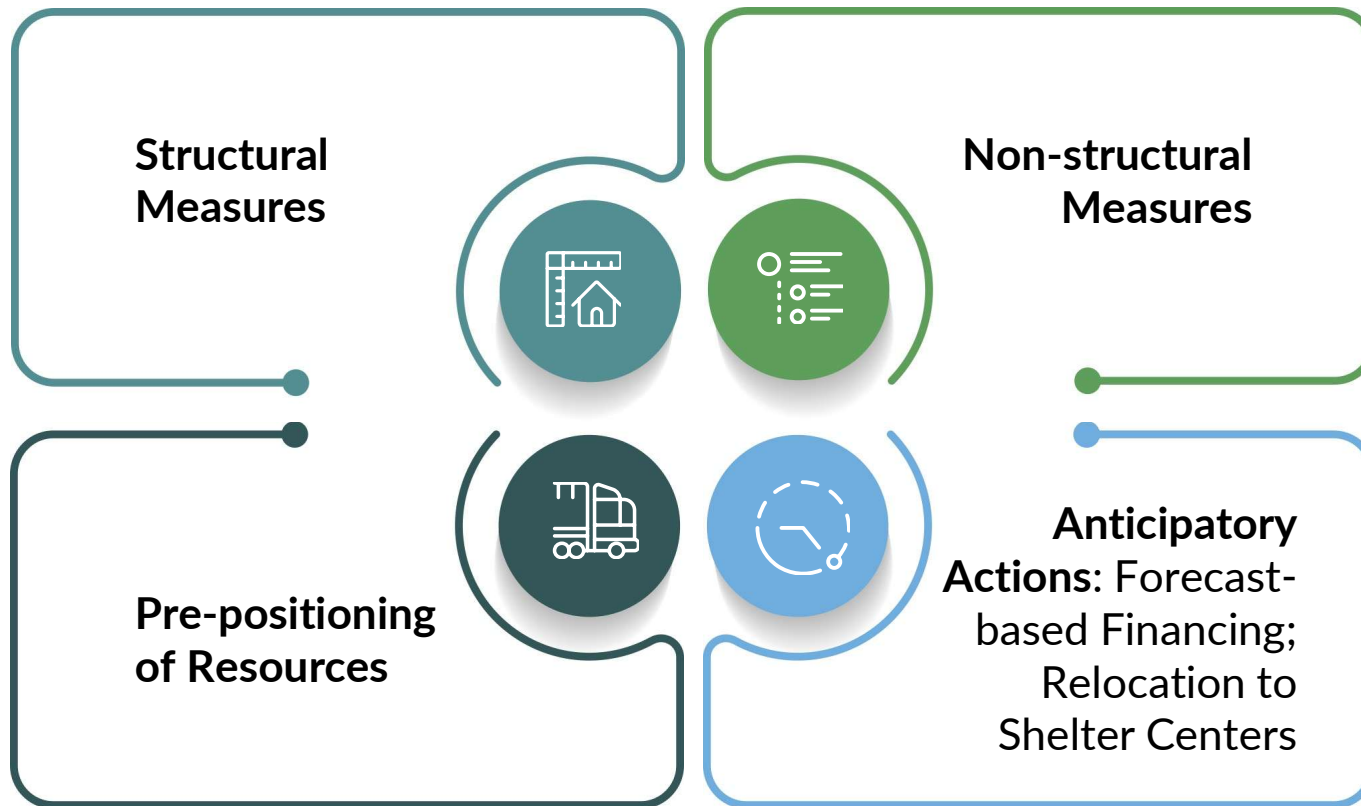 Structural
Measures
Non-structural
Measures
Pre-positioning
of Resources
Anticipatory
Actions: Forecast-
based Financing;
Relocation to
Shelter Centers